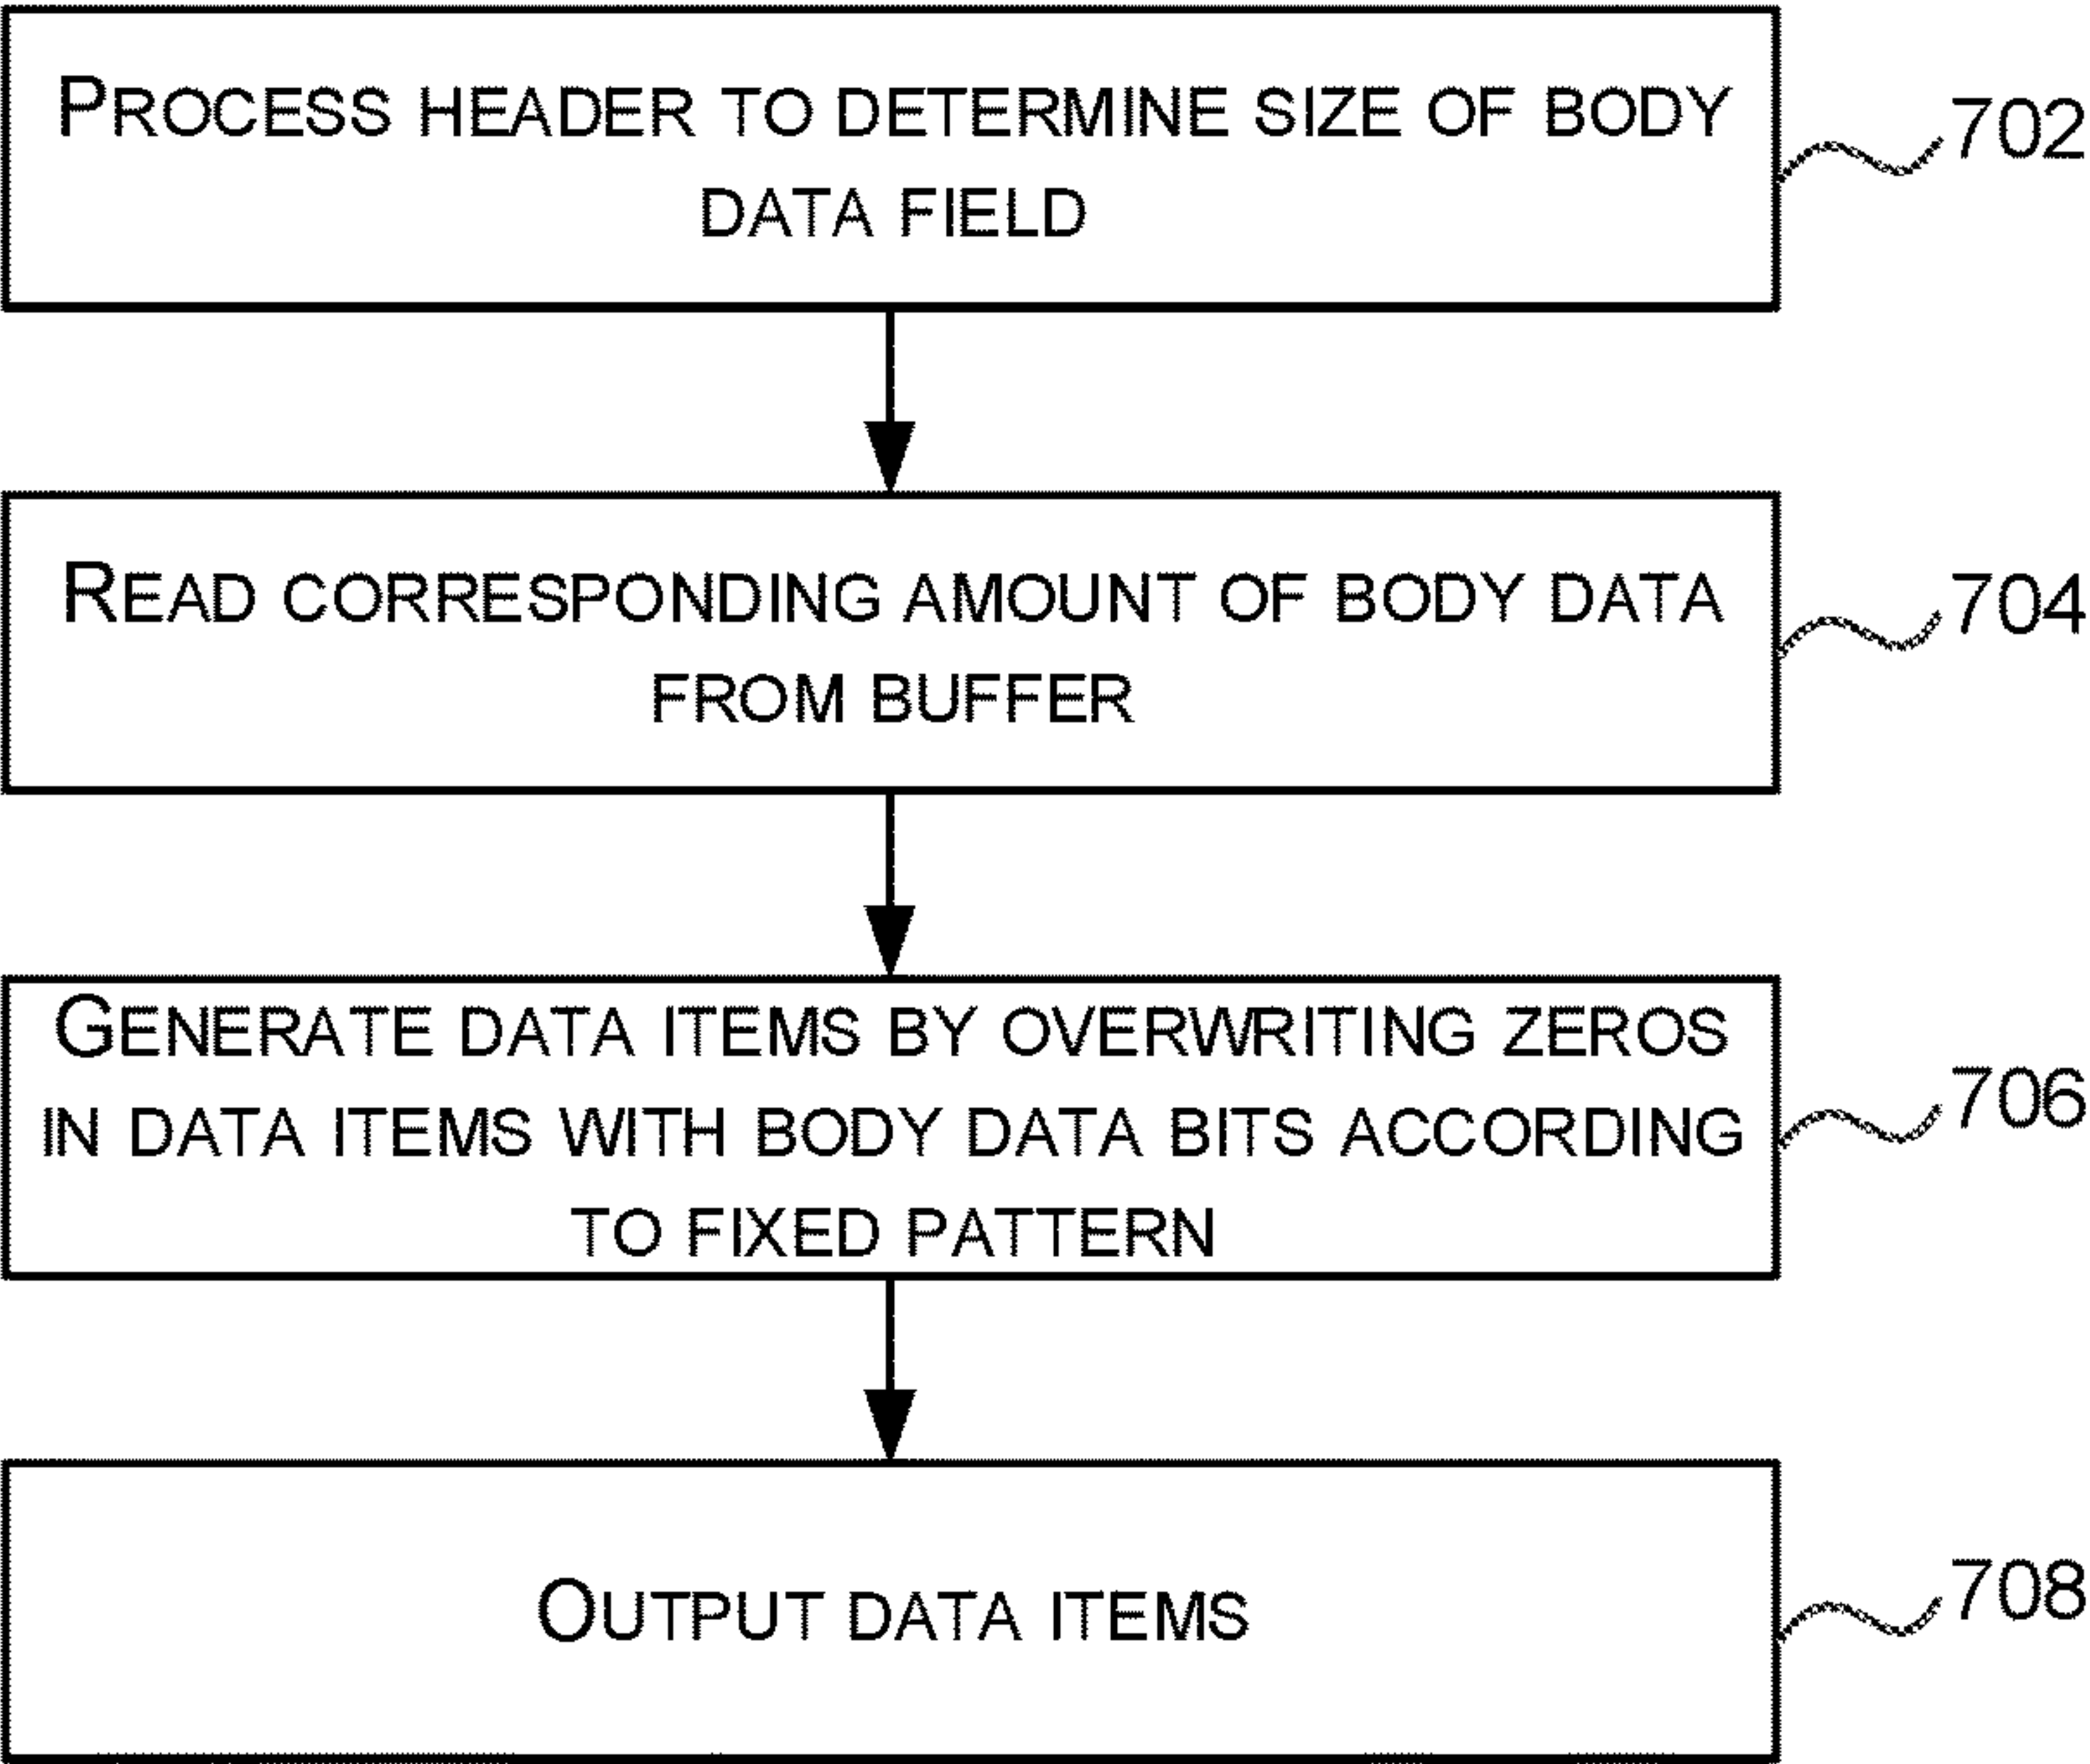 PROCESS HEADER TO DETERMINE SIZE OF BODY
DATA FIELD
702
READ CORRESPONDING AMOUNT OF BODY DATA
FROM BUFFER
704
GENERATE DATA ITEMS BY OVERWRITING ZEROS
IN DATA ITEMS WITH BODY DATA BITS ACCORDING
TO FIXED PATTERN
706
OUTPUT DATA ITEMS
708